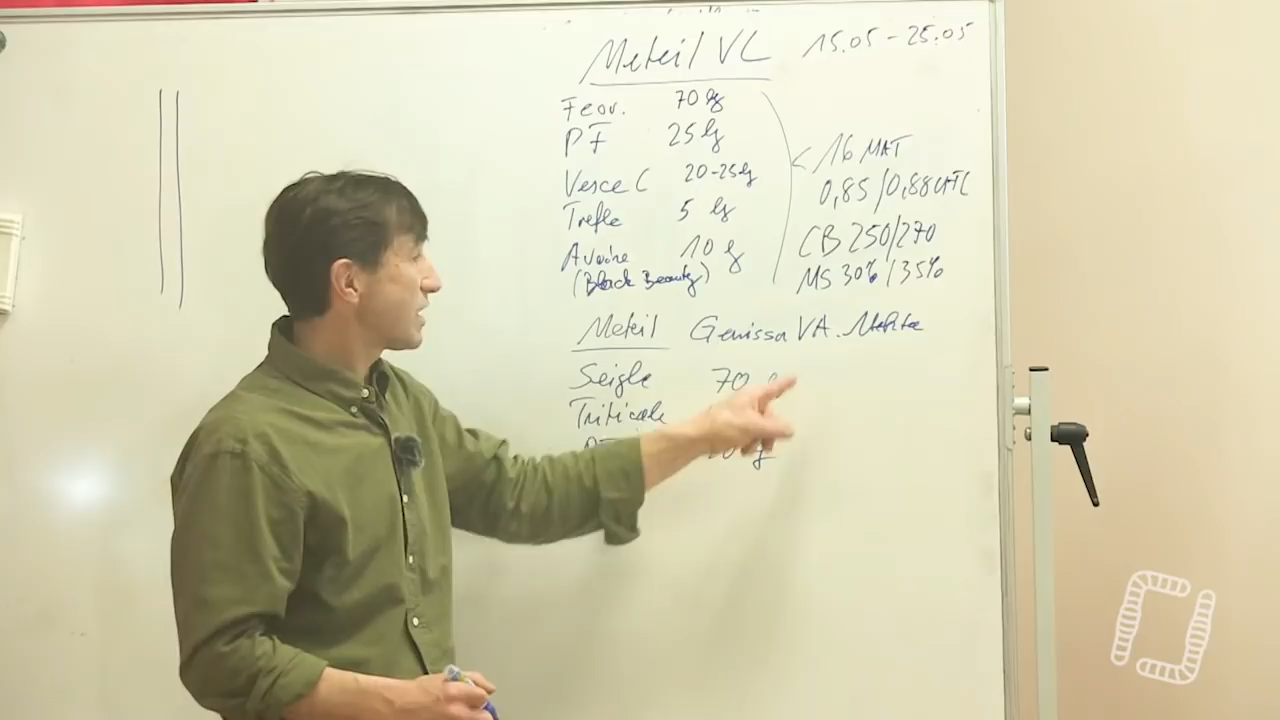 Meteil VL 15.05 - 25.05
Feov. 70 kg
PF 25 kg
Vesce C 20-25 kg
Trefle 5 kg
Avoine 10 kg
(Black Beauty)
< 16 MAT
0,85/0,88 UFL
CB 250/270
MS 30% / 35%
Meteil Genisse VA.
Seigle 70
Triticale